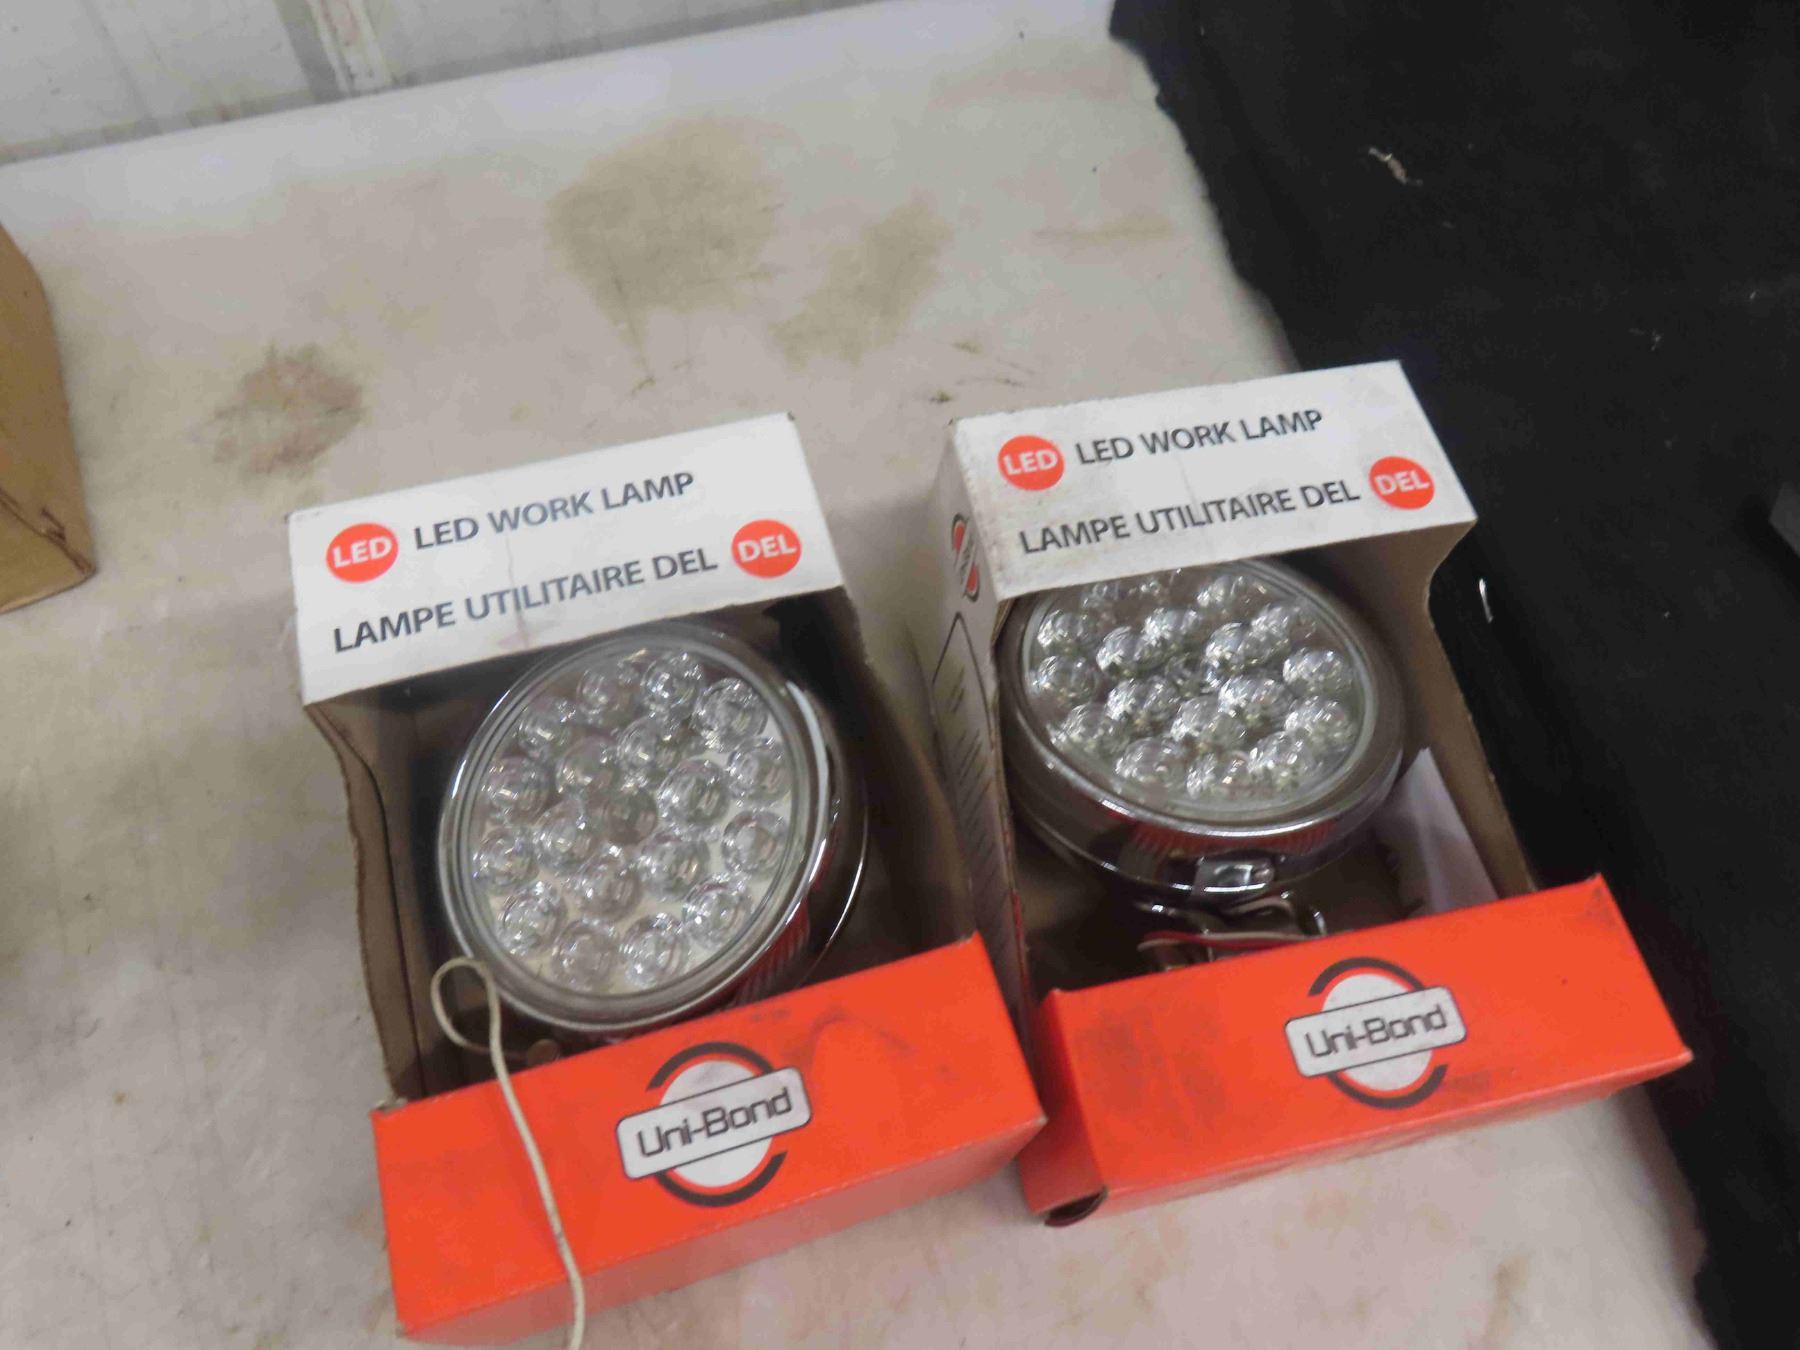 LED LED WORK LAMP
LAMPE UTILITAIRE DEL DEL
Uni-Bond
LED LED WORK LAMP
LAMPE UTILITAIRE DEL DEL
Uni-Bond